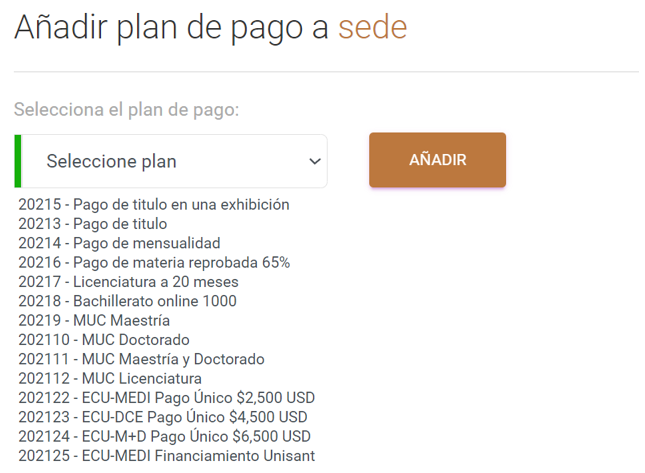 Añadir plan de pago a sede
Selecciona el plan de pago:
Seleccione plan
AÑADIR
20215 - Pago de titulo en una exhibición
20213 - Pago de titulo
20214 - Pago de mensualidad
20216 - Pago de materia reprobada 65%
20217 - Licenciatura a 20 meses
20218 - Bachillerato online 1000
20219 - MUC Maestría
202110 - MUC Doctorado
202111 - MUC Maestría y Doctorado
202112 - MUC Licenciatura
202122 - ECU-MEDI Pago Único $2,500 USD
202123 - ECU-DCE Pago Único $4,500 USD
202124 - ECU-M+D Pago Único $6,500 USD
202125 - ECU-MEDI Financiamiento Unisant